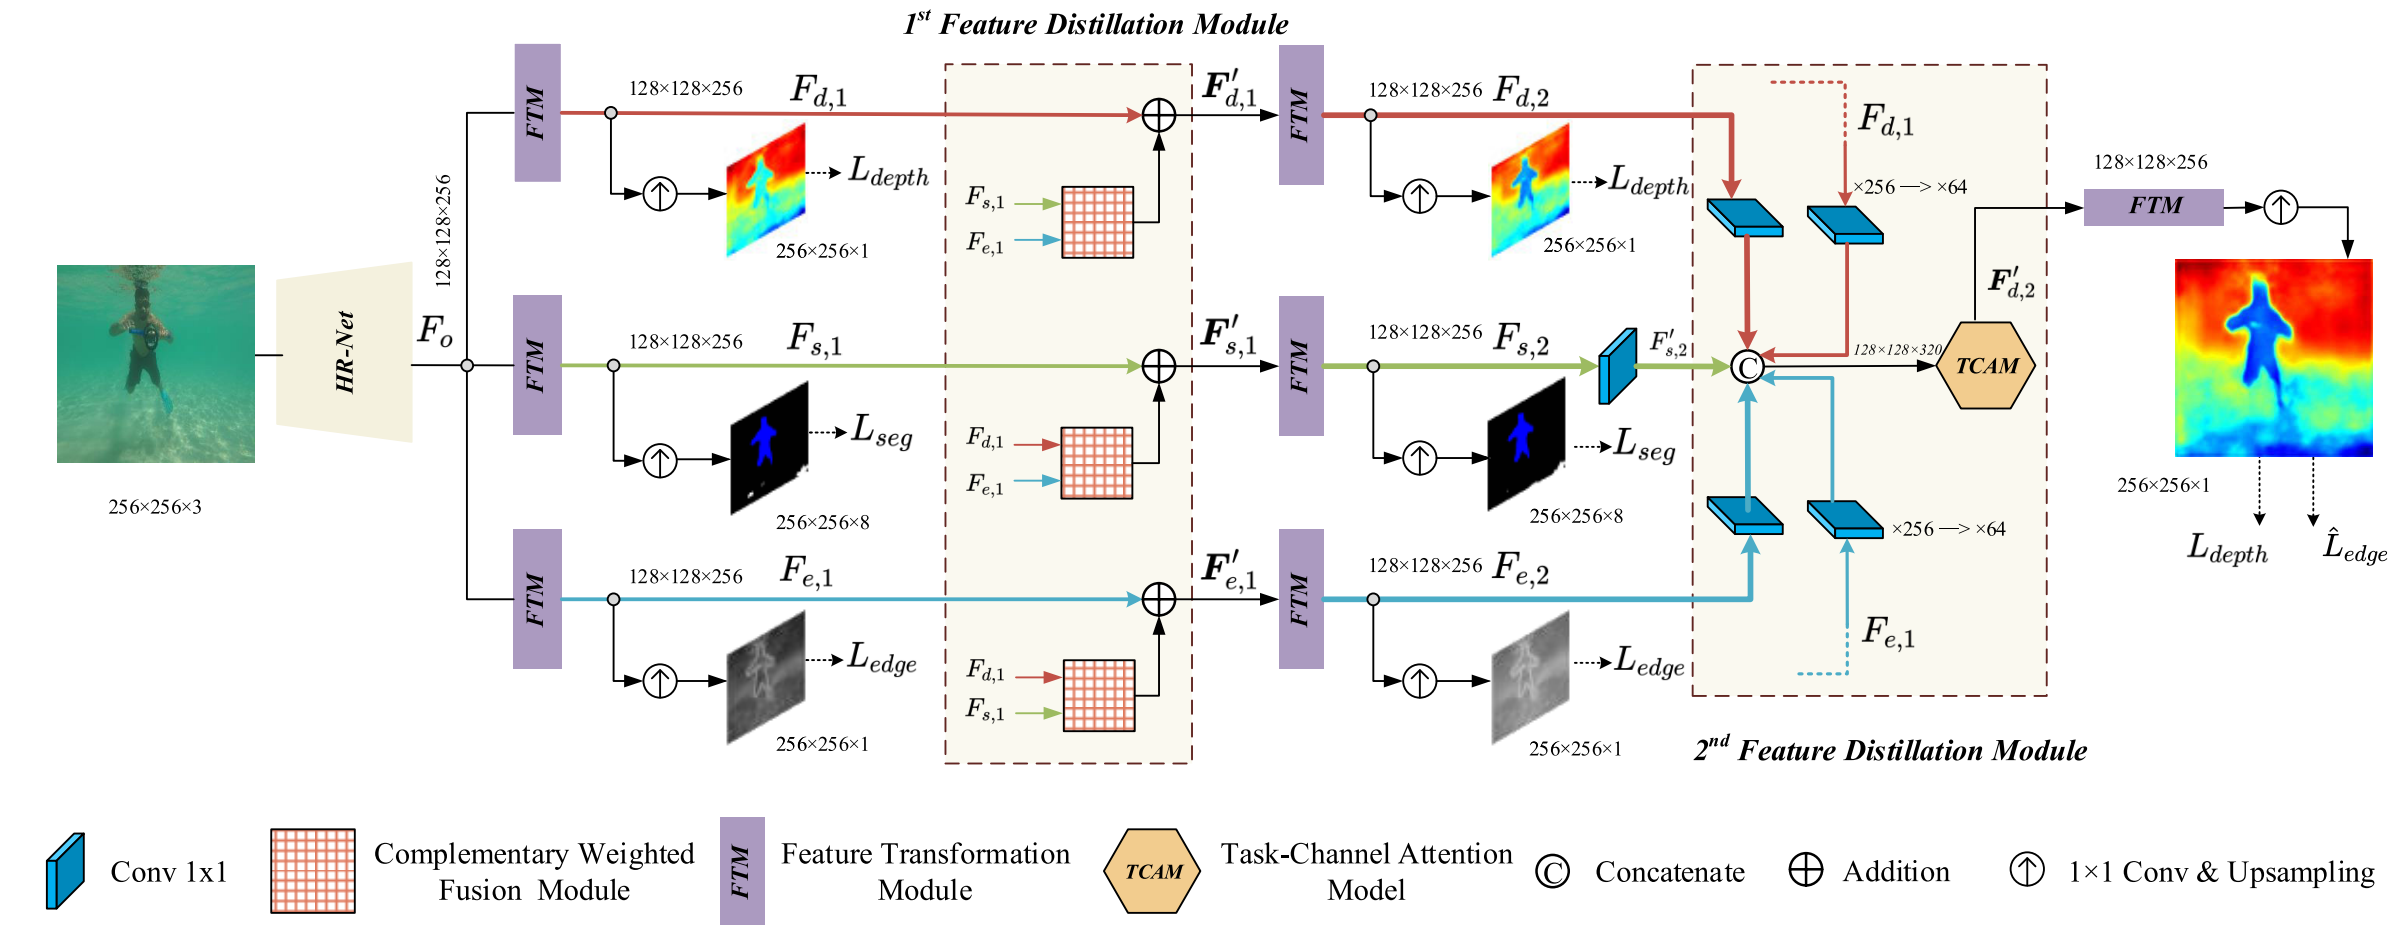 1st Feature Distillation Module
FTM
128×128×256
F_{d,1}
L_{depth}
256×256×1
F_{s,1}
F_{e,1}
F'_{d,1}
FTM
128×128×256
F_{d,2}
L_{depth}
256×256×1
F_{d,1}
×256 —> ×64
128×128×256
FTM
128×128×256
HR-Net
F_o
256×256×3
FTM
128×128×256
F_{s,1}
L_{seg}
256×256×8
F_{d,1}
F_{e,1}
F'_{s,1}
FTM
128×128×256
F_{s,2}
F'_{s,2}
L_{seg}
256×256×8
C
128×128×320
TCAM
F'_{d,2}
256×256×1
L_{depth}
L̂_{edge}
FTM
128×128×256
F_{e,1}
L_{edge}
256×256×1
F_{d,1}
F_{s,1}
F'_{e,1}
FTM
128×128×256
F_{e,2}
L_{edge}
256×256×1
×256 —> ×64
F_{e,1}
2nd Feature Distillation Module
Conv 1x1
Complementary Weighted
Fusion Module
FTM
Feature Transformation
Module
TCAM
Task-Channel Attention
Model
C
Concatenate
Addition
1×1 Conv & Upsampling